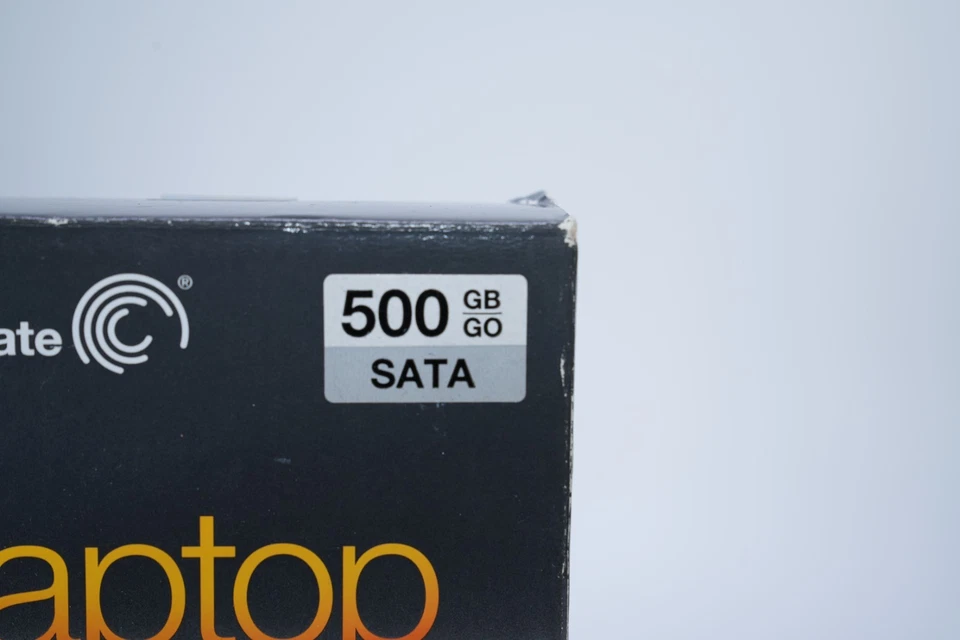 ate ®
500 GB
GO
SATA
aptop